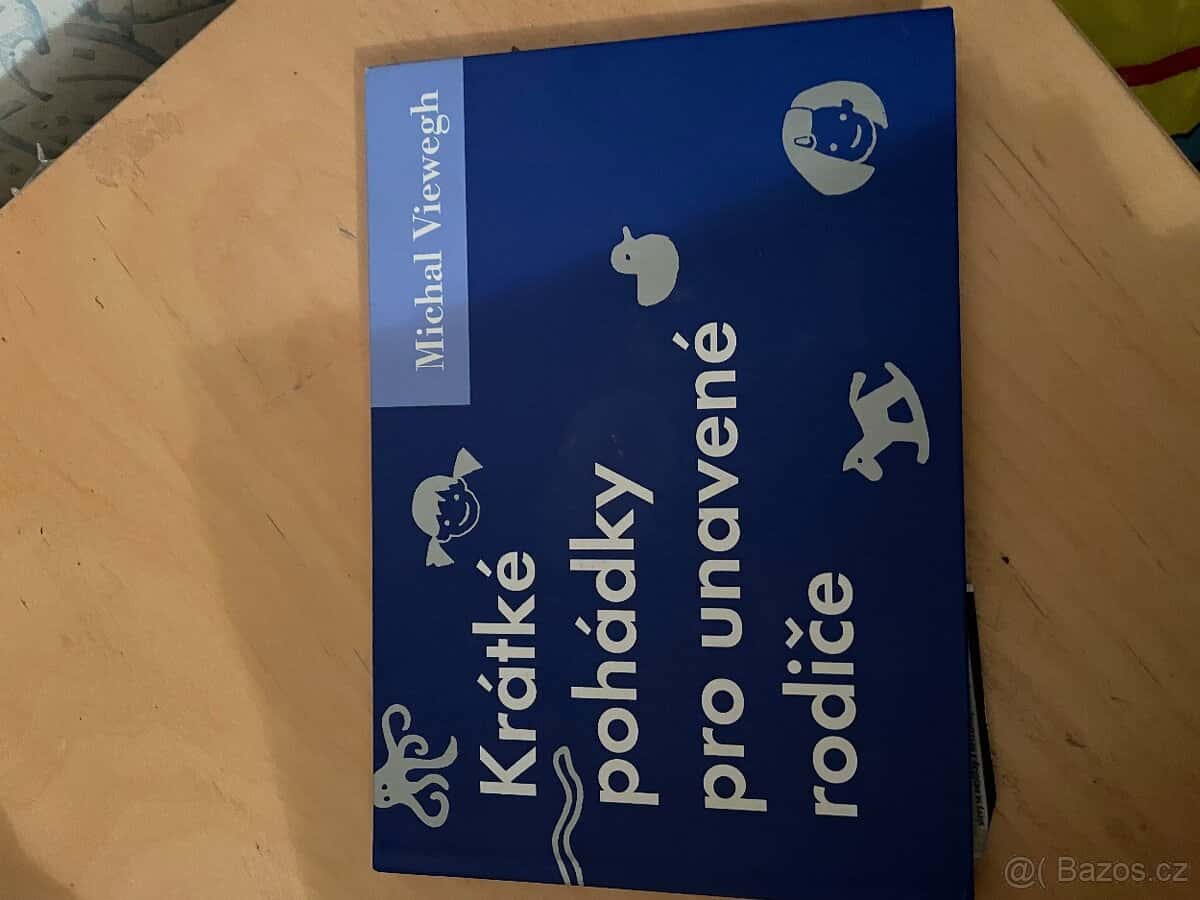 Michal Viewegh
Krátké
pohádky
pro unavené
rodiče
@( Bazos.cz